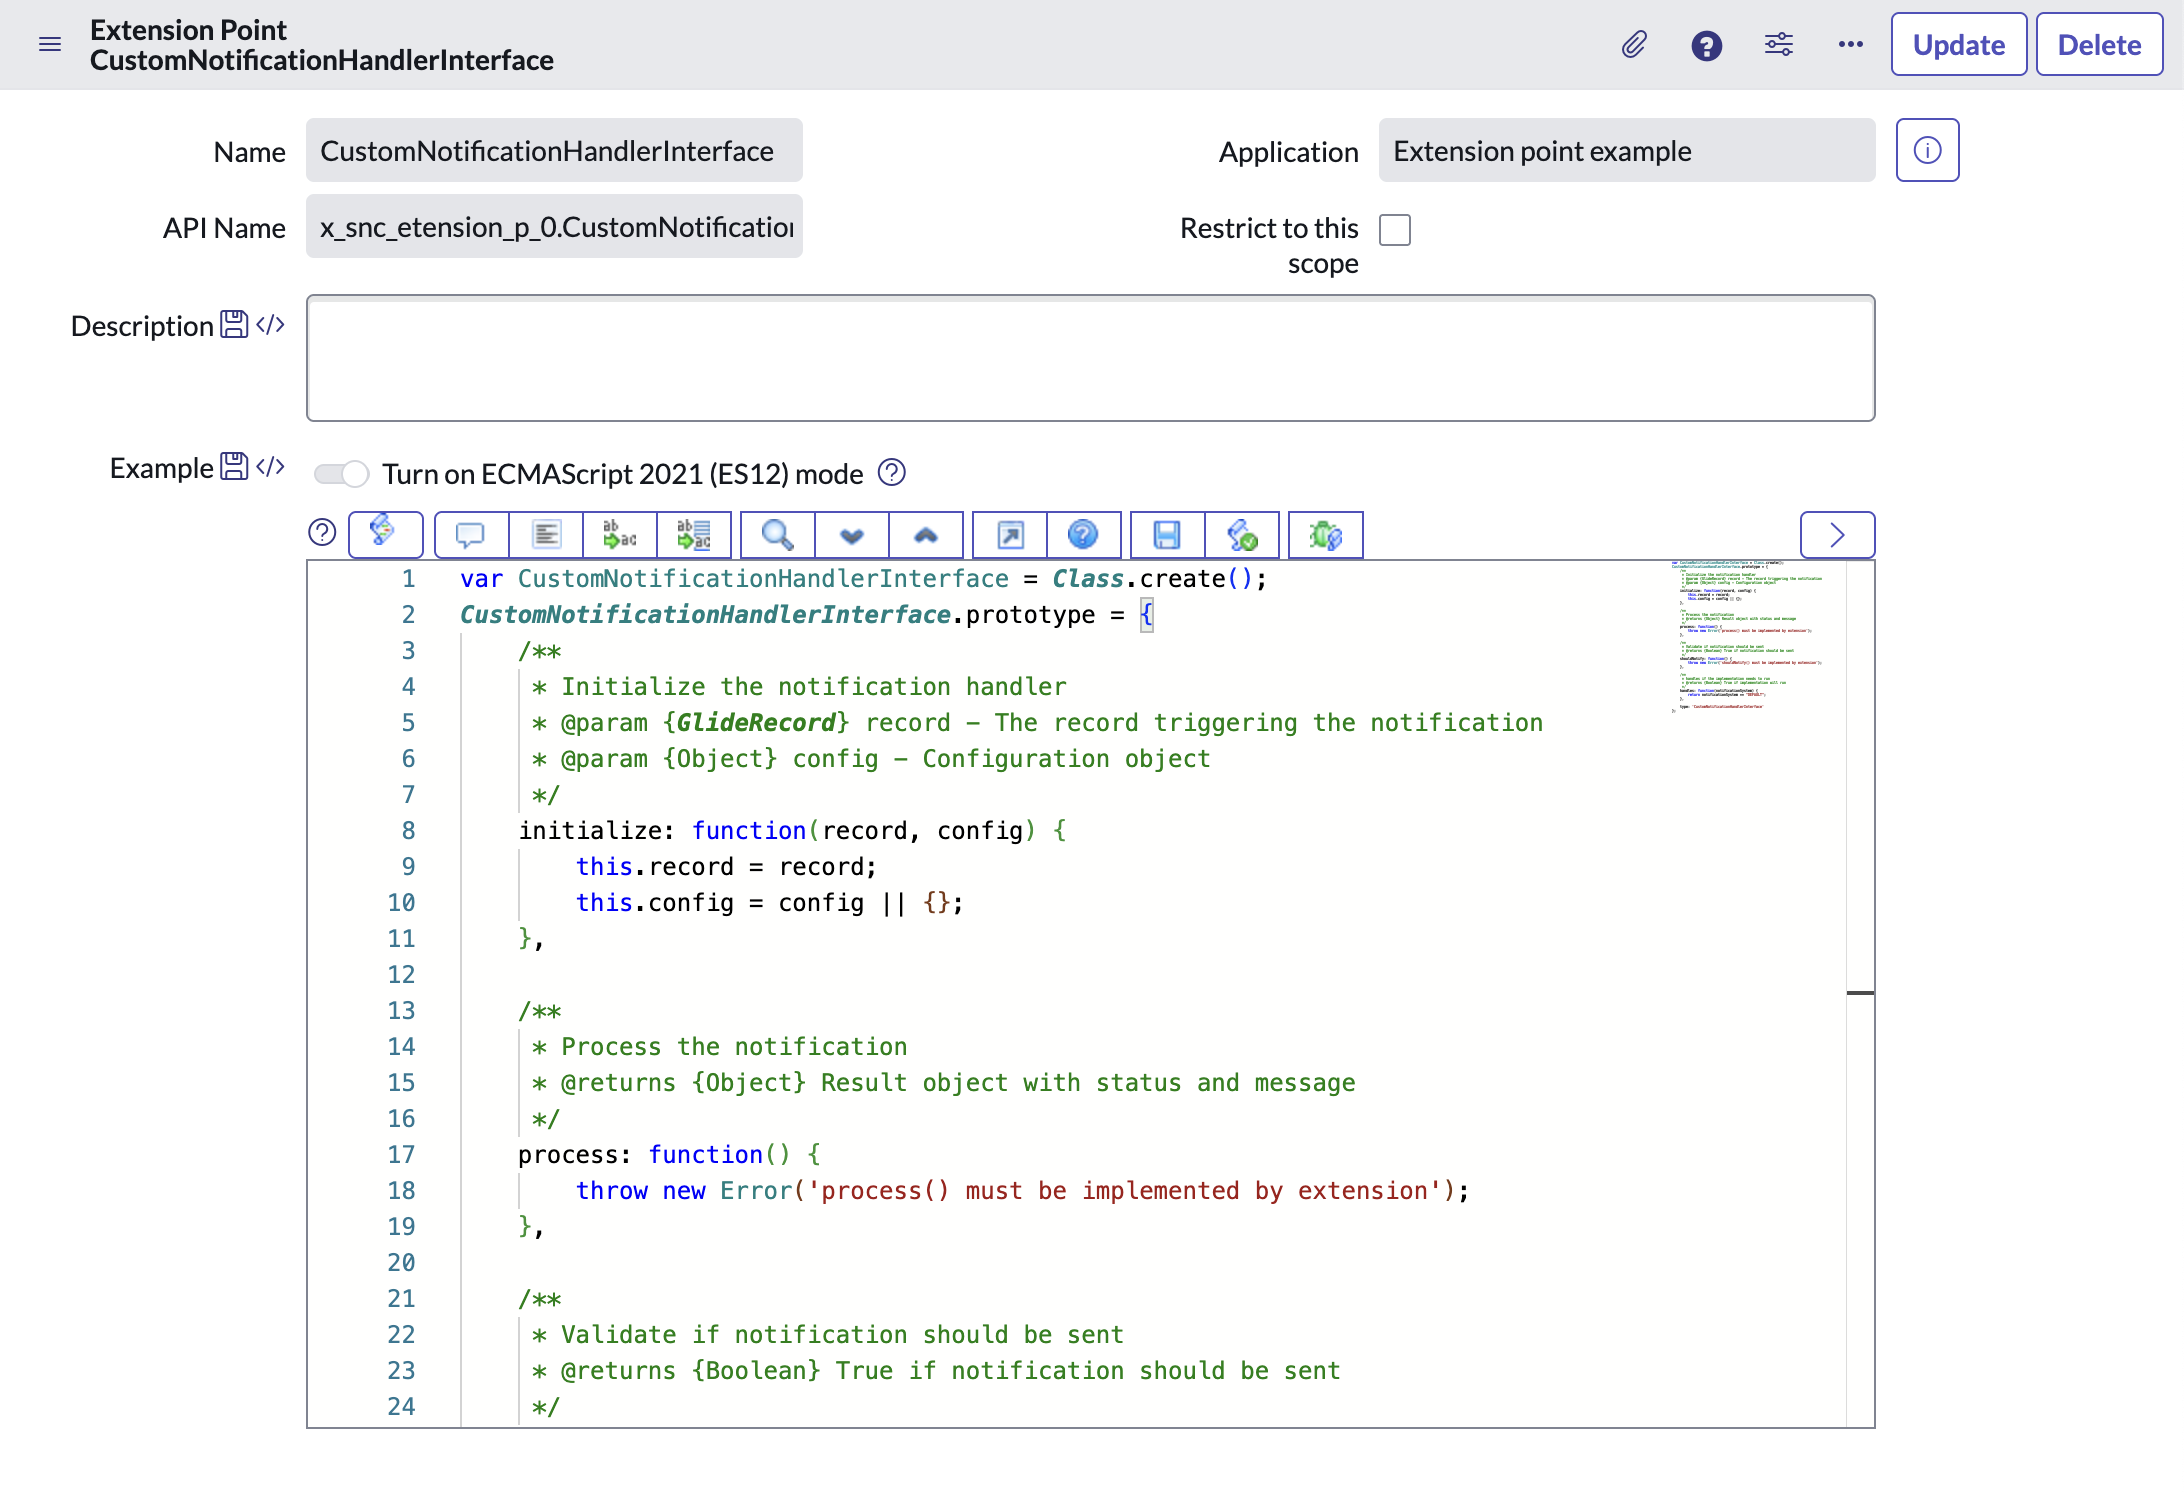 Extension Point
CustomNotificationHandlerInterface
Update
Delete
Name
CustomNotificationHandlerInterface
Application
Extension point example
API Name
x_snc_etension_p_0.CustomNotification
Restrict to this
scope
Description
Example
Turn on ECMAScript 2021 (ES12) mode
1 var CustomNotificationHandlerInterface = Class.create();
2 CustomNotificationHandlerInterface.prototype = {
3     /**
4      * Initialize the notification handler
5      * @param {GlideRecord} record - The record triggering the notification
6      * @param {Object} config - Configuration object
7      */
8     initialize: function(record, config) {
9         this.record = record;
10         this.config = config || {};
11     },
12
13     /**
14      * Process the notification
15      * @returns {Object} Result object with status and message
16      */
17     process: function() {
18         throw new Error('process() must be implemented by extension');
19     },
20
21     /**
22      * Validate if notification should be sent
23      * @returns {Boolean} True if notification should be sent
24      */